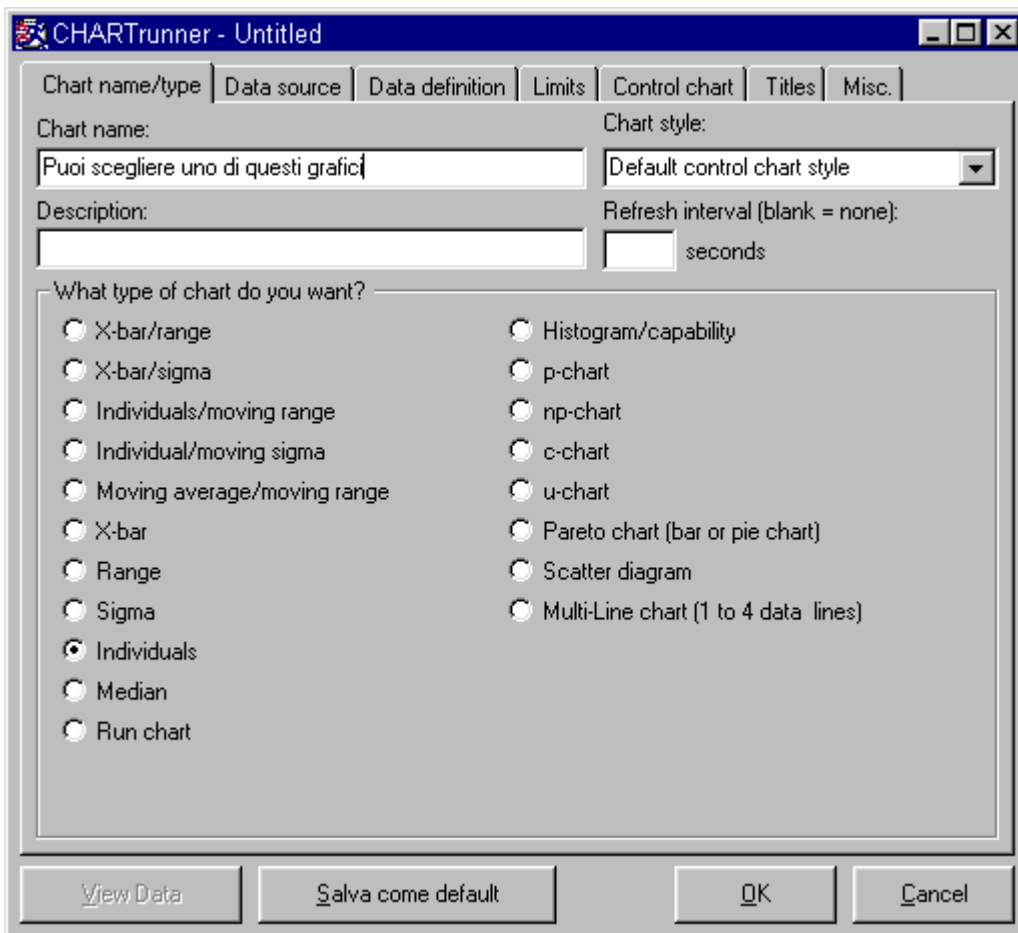 CHARTrunner - Untitled
Chart name/type Data source Data definition Limits Control chart Titles Misc.
Chart name:
Chart style:
Puoi scegliere uno di questi grafici
Default control chart style
Description:
Refresh interval (blank = none):
seconds
What type of chart do you want?
X-bar/range
X-bar/sigma
Individuals/moving range
Individual/moving sigma
Moving average/moving range
X-bar
Range
Sigma
Individuals
Median
Run chart
Histogram/capability
p-chart
np-chart
c-chart
u-chart
Pareto chart (bar or pie chart)
Scatter diagram
Multi-Line chart (1 to 4 data lines)
View Data
Salva come default
OK
Cancel